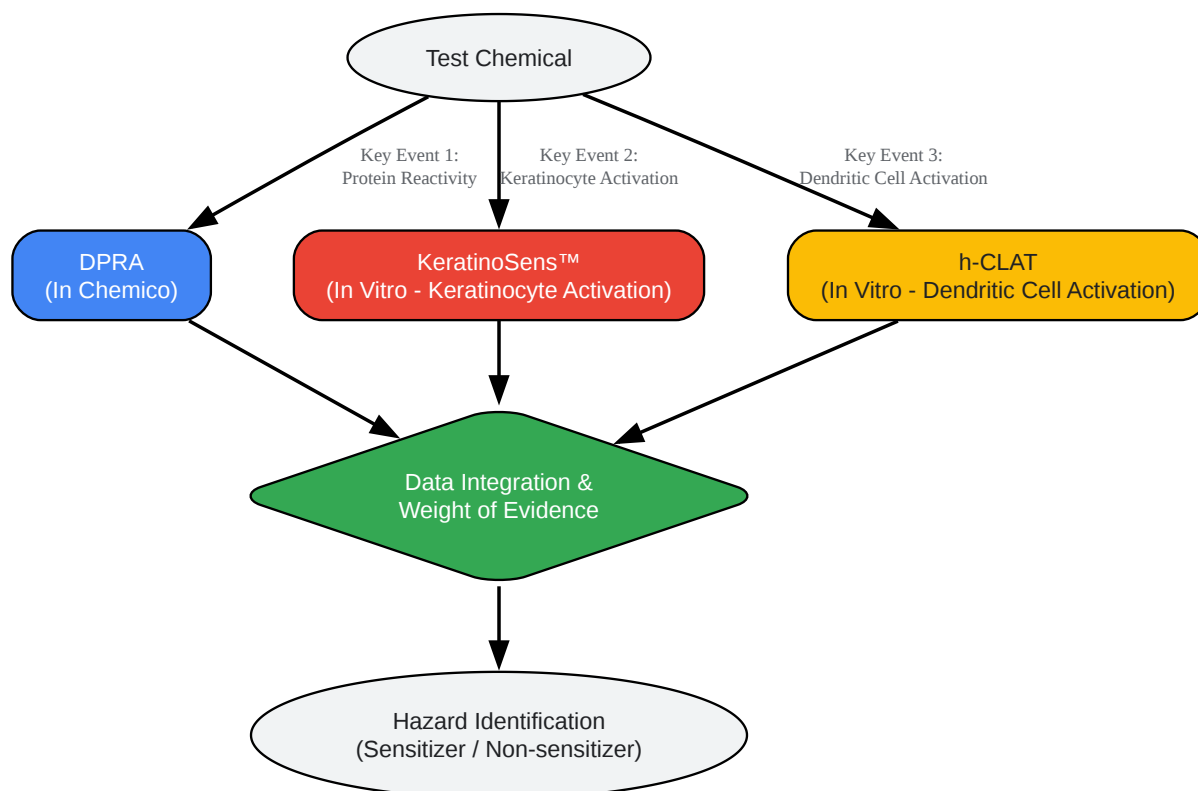 Test Chemical
Key Event 1:
Protein Reactivity
Key Event 2:
Keratinocyte Activation
Key Event 3:
Dendritic Cell Activation
DPRA
(In Chemico)
KeratinoSens™
(In Vitro - Keratinocyte Activation)
h-CLAT
(In Vitro - Dendritic Cell Activation)
Data Integration &
Weight of Evidence
Hazard Identification
(Sensitizer / Non-sensitizer)